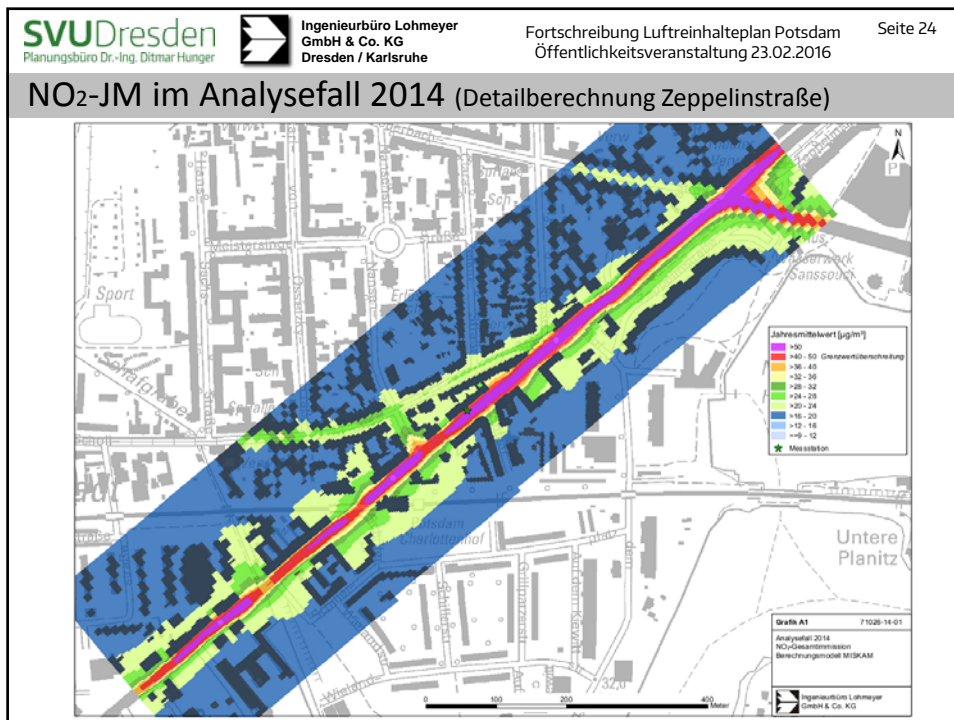 SVUDresden
Planungsbüro Dr.-Ing. Ditmar Hunger
Ingenieurbüro Lohmeyer
GmbH & Co. KG
Dresden / Karlsruhe
Fortschreibung Luftreinhalteplan Potsdam
Öffentlichkeitsveranstaltung 23.02.2016
Seite 24
NO2-JM im Analysefall 2014 (Detailberechnung Zeppelinstraße)
N
P
Sport
Schafgraben
Sanssouci
Potsdam
Charlottenhof
Untere
Planitz
32,0
Jahresmittelwert [µg/m³]
>50
>40 - 50 Grenzwertüberschreitung
>36 - 40
>32 - 36
>28 - 32
>24 - 28
>20 - 24
>16 - 20
>12 - 16
>=9 - 12
Messstation
Grafik A1 71026-14-01
Analysefall 2014
NO2-Gesamtimmission
Berechnungsmodell MISKAM
Ingenieurbüro Lohmeyer
GmbH & Co. KG
0 100 200 400
Meter